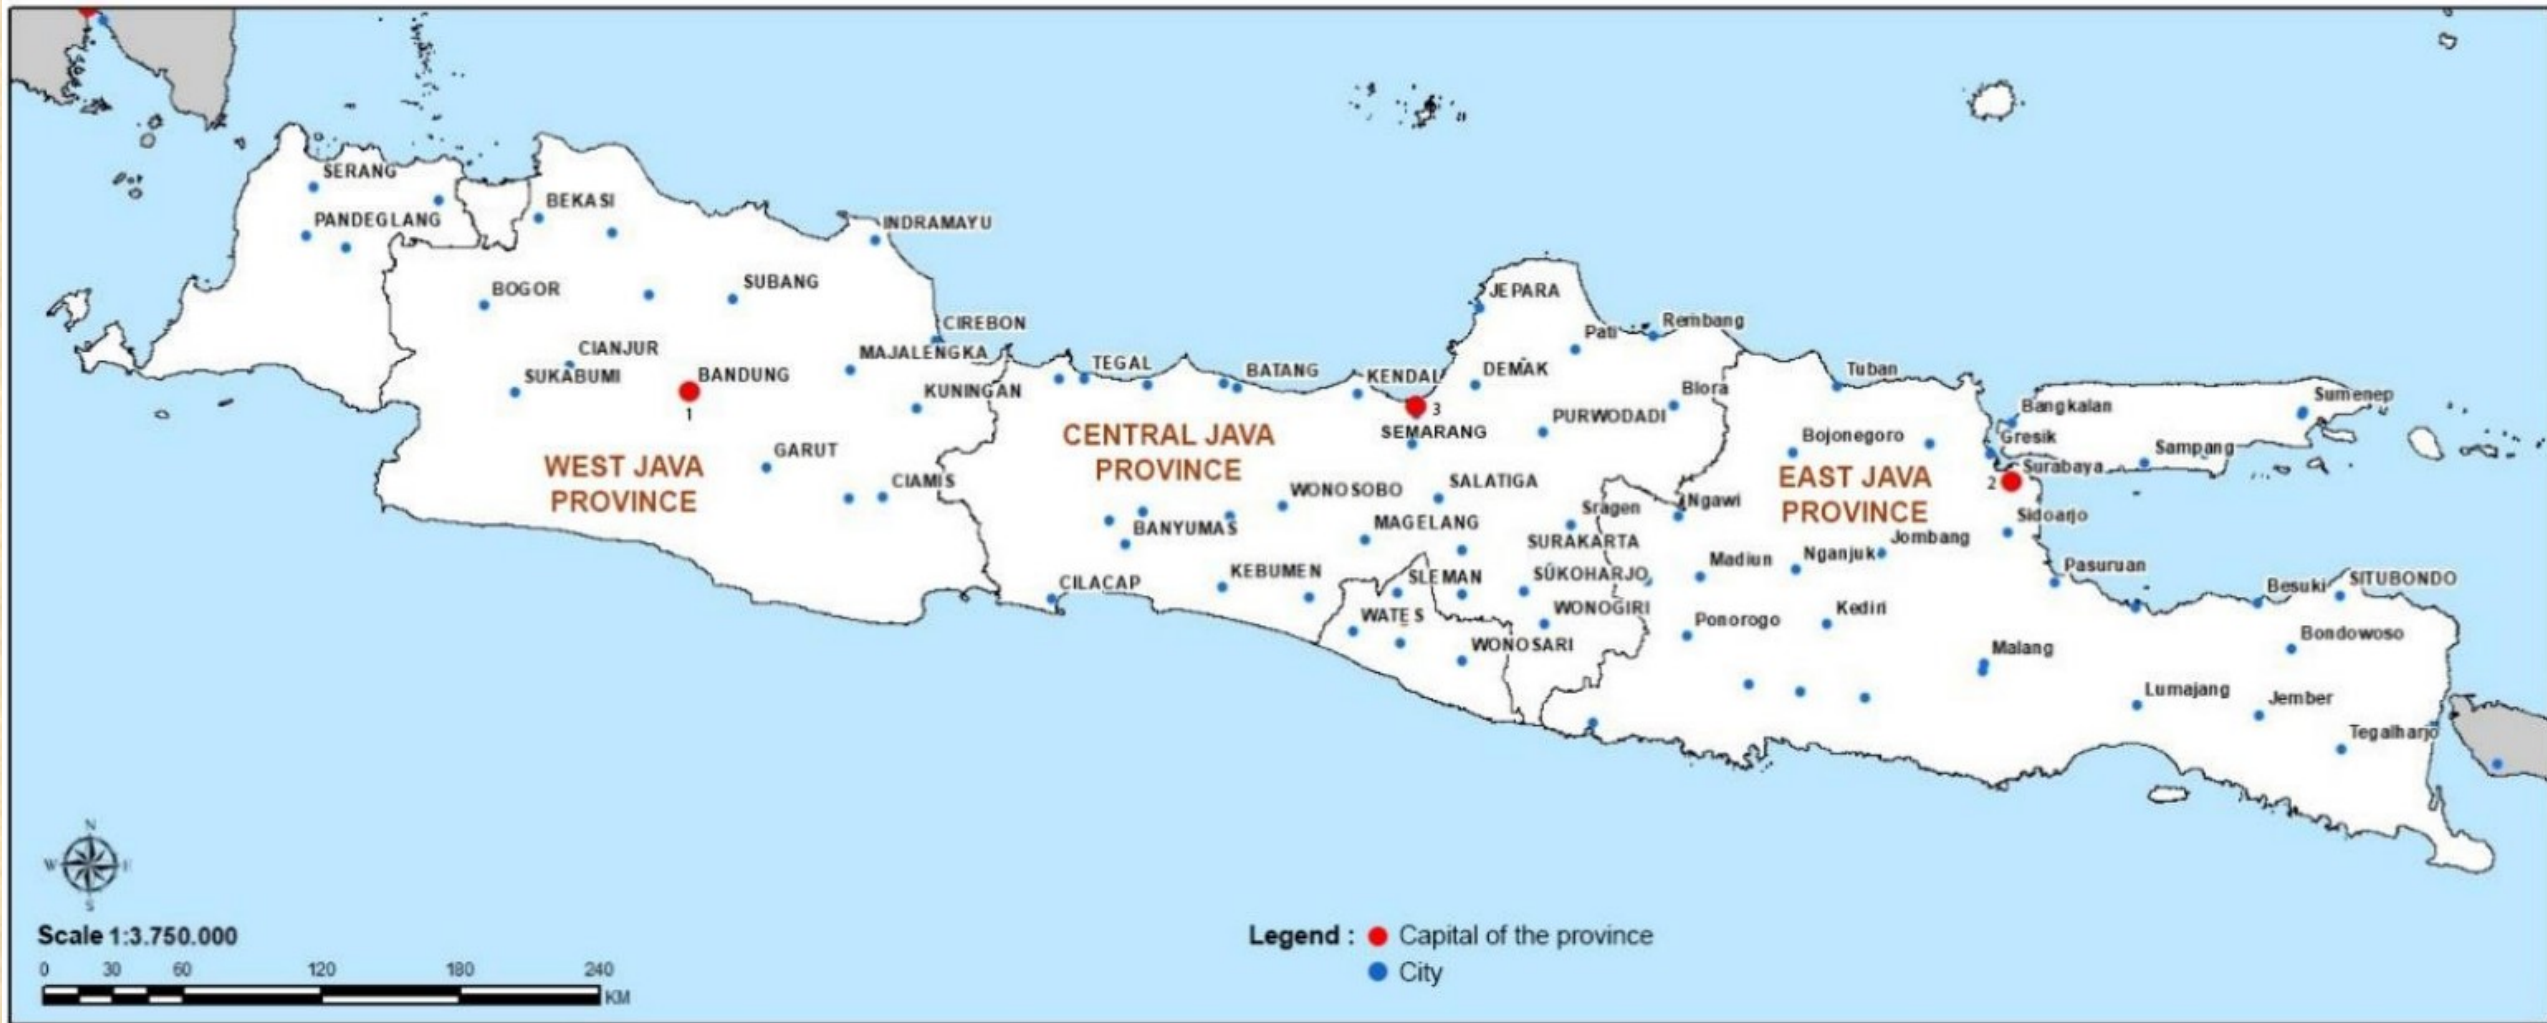 SERANG
PANDEGLANG
BEKASI
INDRAMAYU
BOGOR
SUBANG
CIREBON
CIANJUR
MAJALENGKA
SUKABUMI
BANDUNG
1
KUNINGAN
GARUT
WEST JAVA
PROVINCE
CIAMIS
TEGAL
BATANG
KENDAL
3
SEMARANG
CENTRAL JAVA
PROVINCE
JEPARA
Pati
Rembang
DEMAK
Blora
PURWODADI
WONOSOBO
SALATIGA
BANYUMAS
MAGELANG
Sragen
SURAKARTA
CILACAP
KEBUMEN
SLEMAN
SUKOHARJO
WATES
WONOGIRI
WONOSARI
Tuban
Bangkalan
Sumenep
Bojonegoro
Gresik
Sampang
Surabaya
2
EAST JAVA
PROVINCE
Ngawi
Sidoarjo
Madiun
Nganjuk
Jombang
Pasuruan
Besuki
SITUBONDO
Ponorogo
Kediri
Bondowoso
Malang
Lumajang
Jember
Tegalharjo
N
W
E
S
Scale 1:3.750.000
0 30 60 120 180 240
KM
Legend :
Capital of the province
City